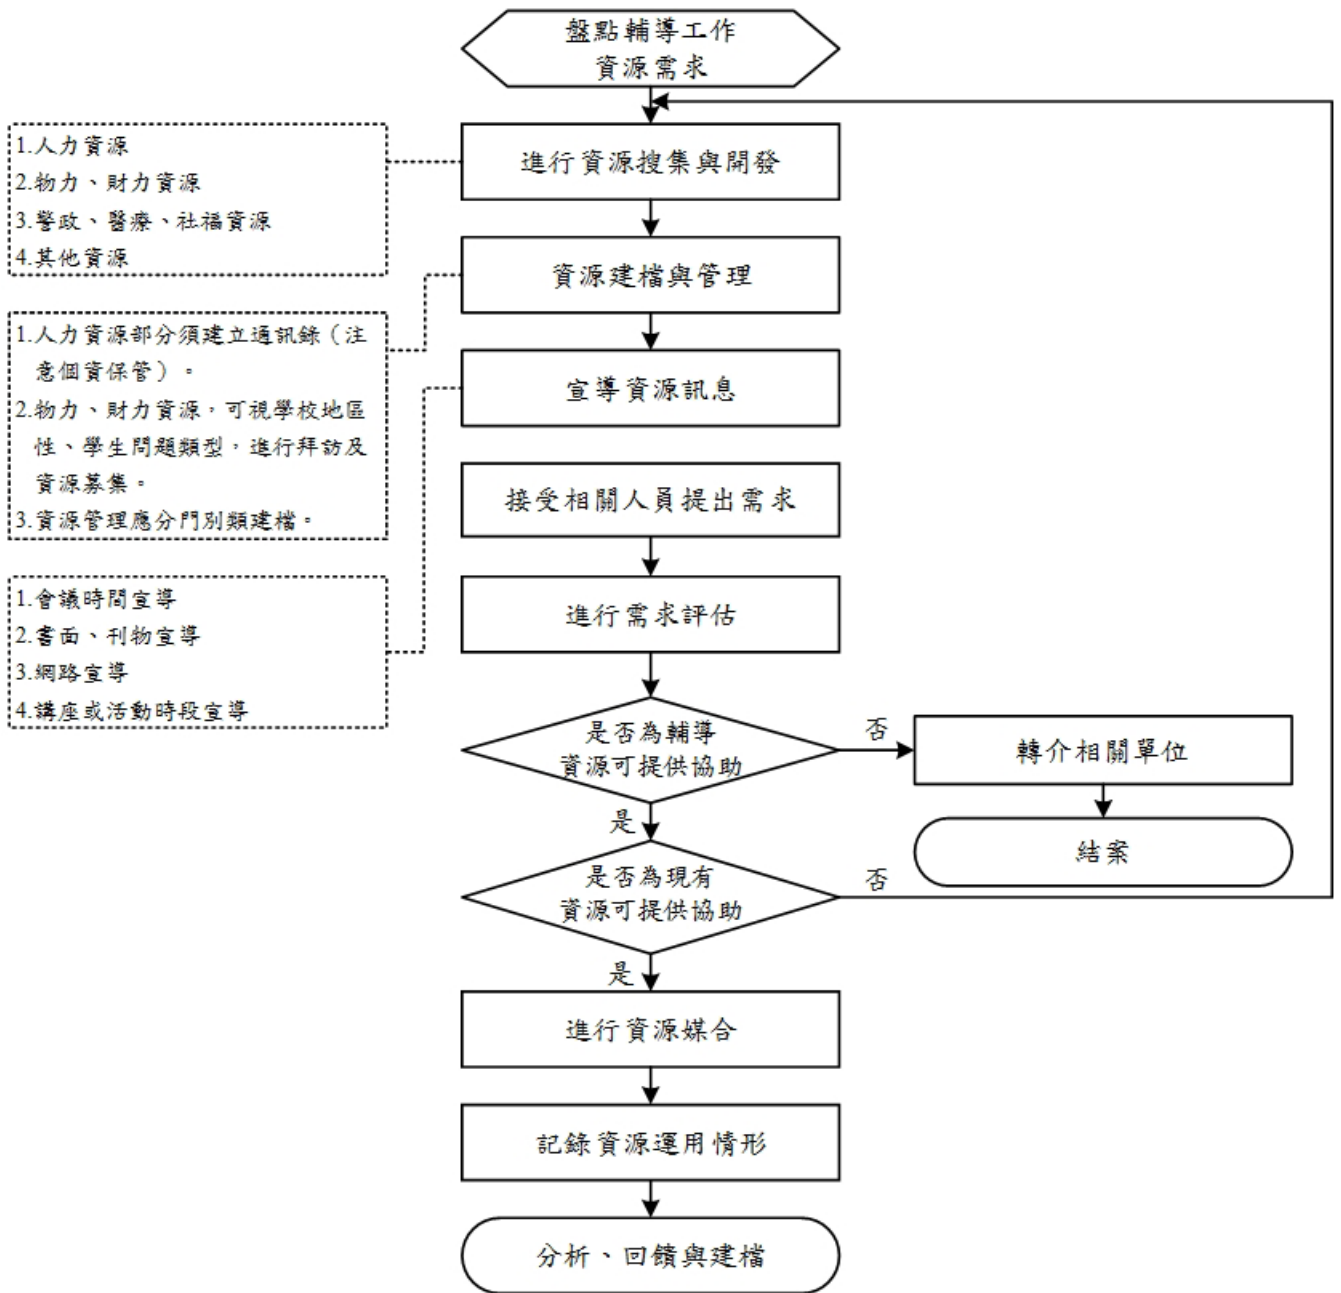 盤點輔導工作
資源需求
進行資源搜集與開發
1.人力資源
2.物力、財力資源
3.警政、醫療、社福資源
4.其他資源
資源建檔與管理
1.人力資源部分須建立通訊錄（注
意個資保管）。
2.物力、財力資源，可視學校地區
性、學生問題類型，進行拜訪及
資源募集。
3.資源管理應分門別類建檔。
宣導資源訊息
1.會議時間宣導
2.書面、刊物宣導
3.網路宣導
4.講座或活動時段宣導
接受相關人員提出需求
進行需求評估
是否為輔導
資源可提供協助
否
轉介相關單位
結案
是
是否為現有
資源可提供協助
否
是
進行資源媒合
記錄資源運用情形
分析、回饋與建檔